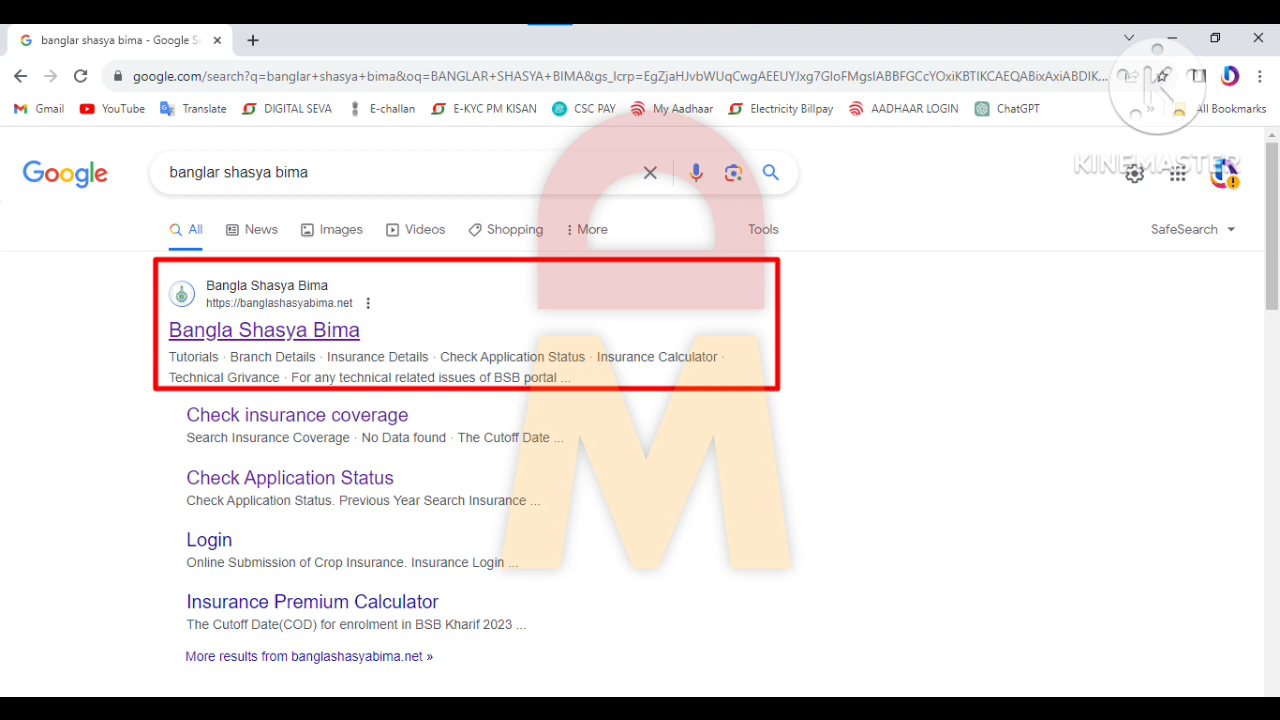 banglar shasya bima - Google S
google.com/search?q=banglar+shasya+bima&oq=BANGLAR+SHASYA+BIMA&gs_lcrp=EgZjaHJvbWUqCwgAEEUYJxg7GIoFMgsIABBFGCcYOxiKBTIKCAEQABixAxiABDIK...
Gmail YouTube Translate DIGITAL SEVA E-challan E-KYC PM KISAN CSC PAY My Aadhaar Electricity Billpay AADHAAR LOGIN ChatGPT » All Bookmarks
KINEMASTER
Google banglar shasya bima
All News Images Videos Shopping More Tools SafeSearch
Bangla Shasya Bima
https://banglashasyabima.net
Bangla Shasya Bima
Tutorials · Branch Details · Insurance Details · Check Application Status · Insurance Calculator ·
Technical Grivance · For any technical related issues of BSB portal ...
Check insurance coverage
Search Insurance Coverage · No Data found · The Cutoff Date ...
Check Application Status
Check Application Status. Previous Year Search Insurance ...
Login
Online Submission of Crop Insurance. Insurance Login ...
Insurance Premium Calculator
The Cutoff Date(COD) for enrolment in BSB Kharif 2023 ...
More results from banglashasyabima.net »
DM